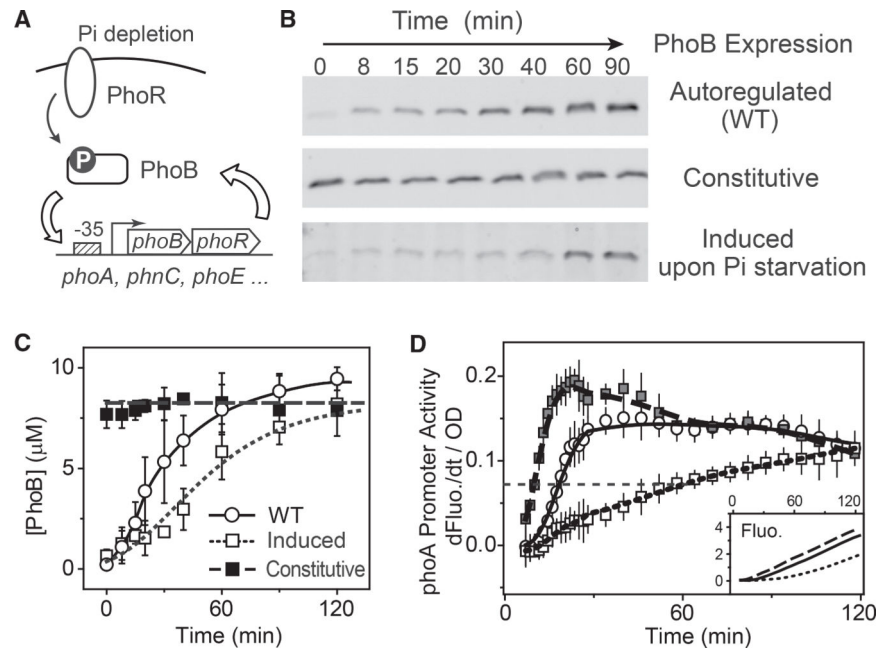 A
Pi depletion
PhoR
P
PhoB
-35
phoB
phoR
phoA, phnC, phoE ...
B
Time (min)
0 8 15 20 30 40 60 90
PhoB Expression
Autoregulated
(WT)
Constitutive
Induced
upon Pi starvation
C
[PhoB] (μM)
10
5
0
WT
Induced
Constitutive
0 60 120
Time (min)
D
phoA Promoter Activity
dFluo./dt / OD
0.2
0.1
0.0
0 60 120
Fluo.
4
2
0
0 60 120
Time (min)